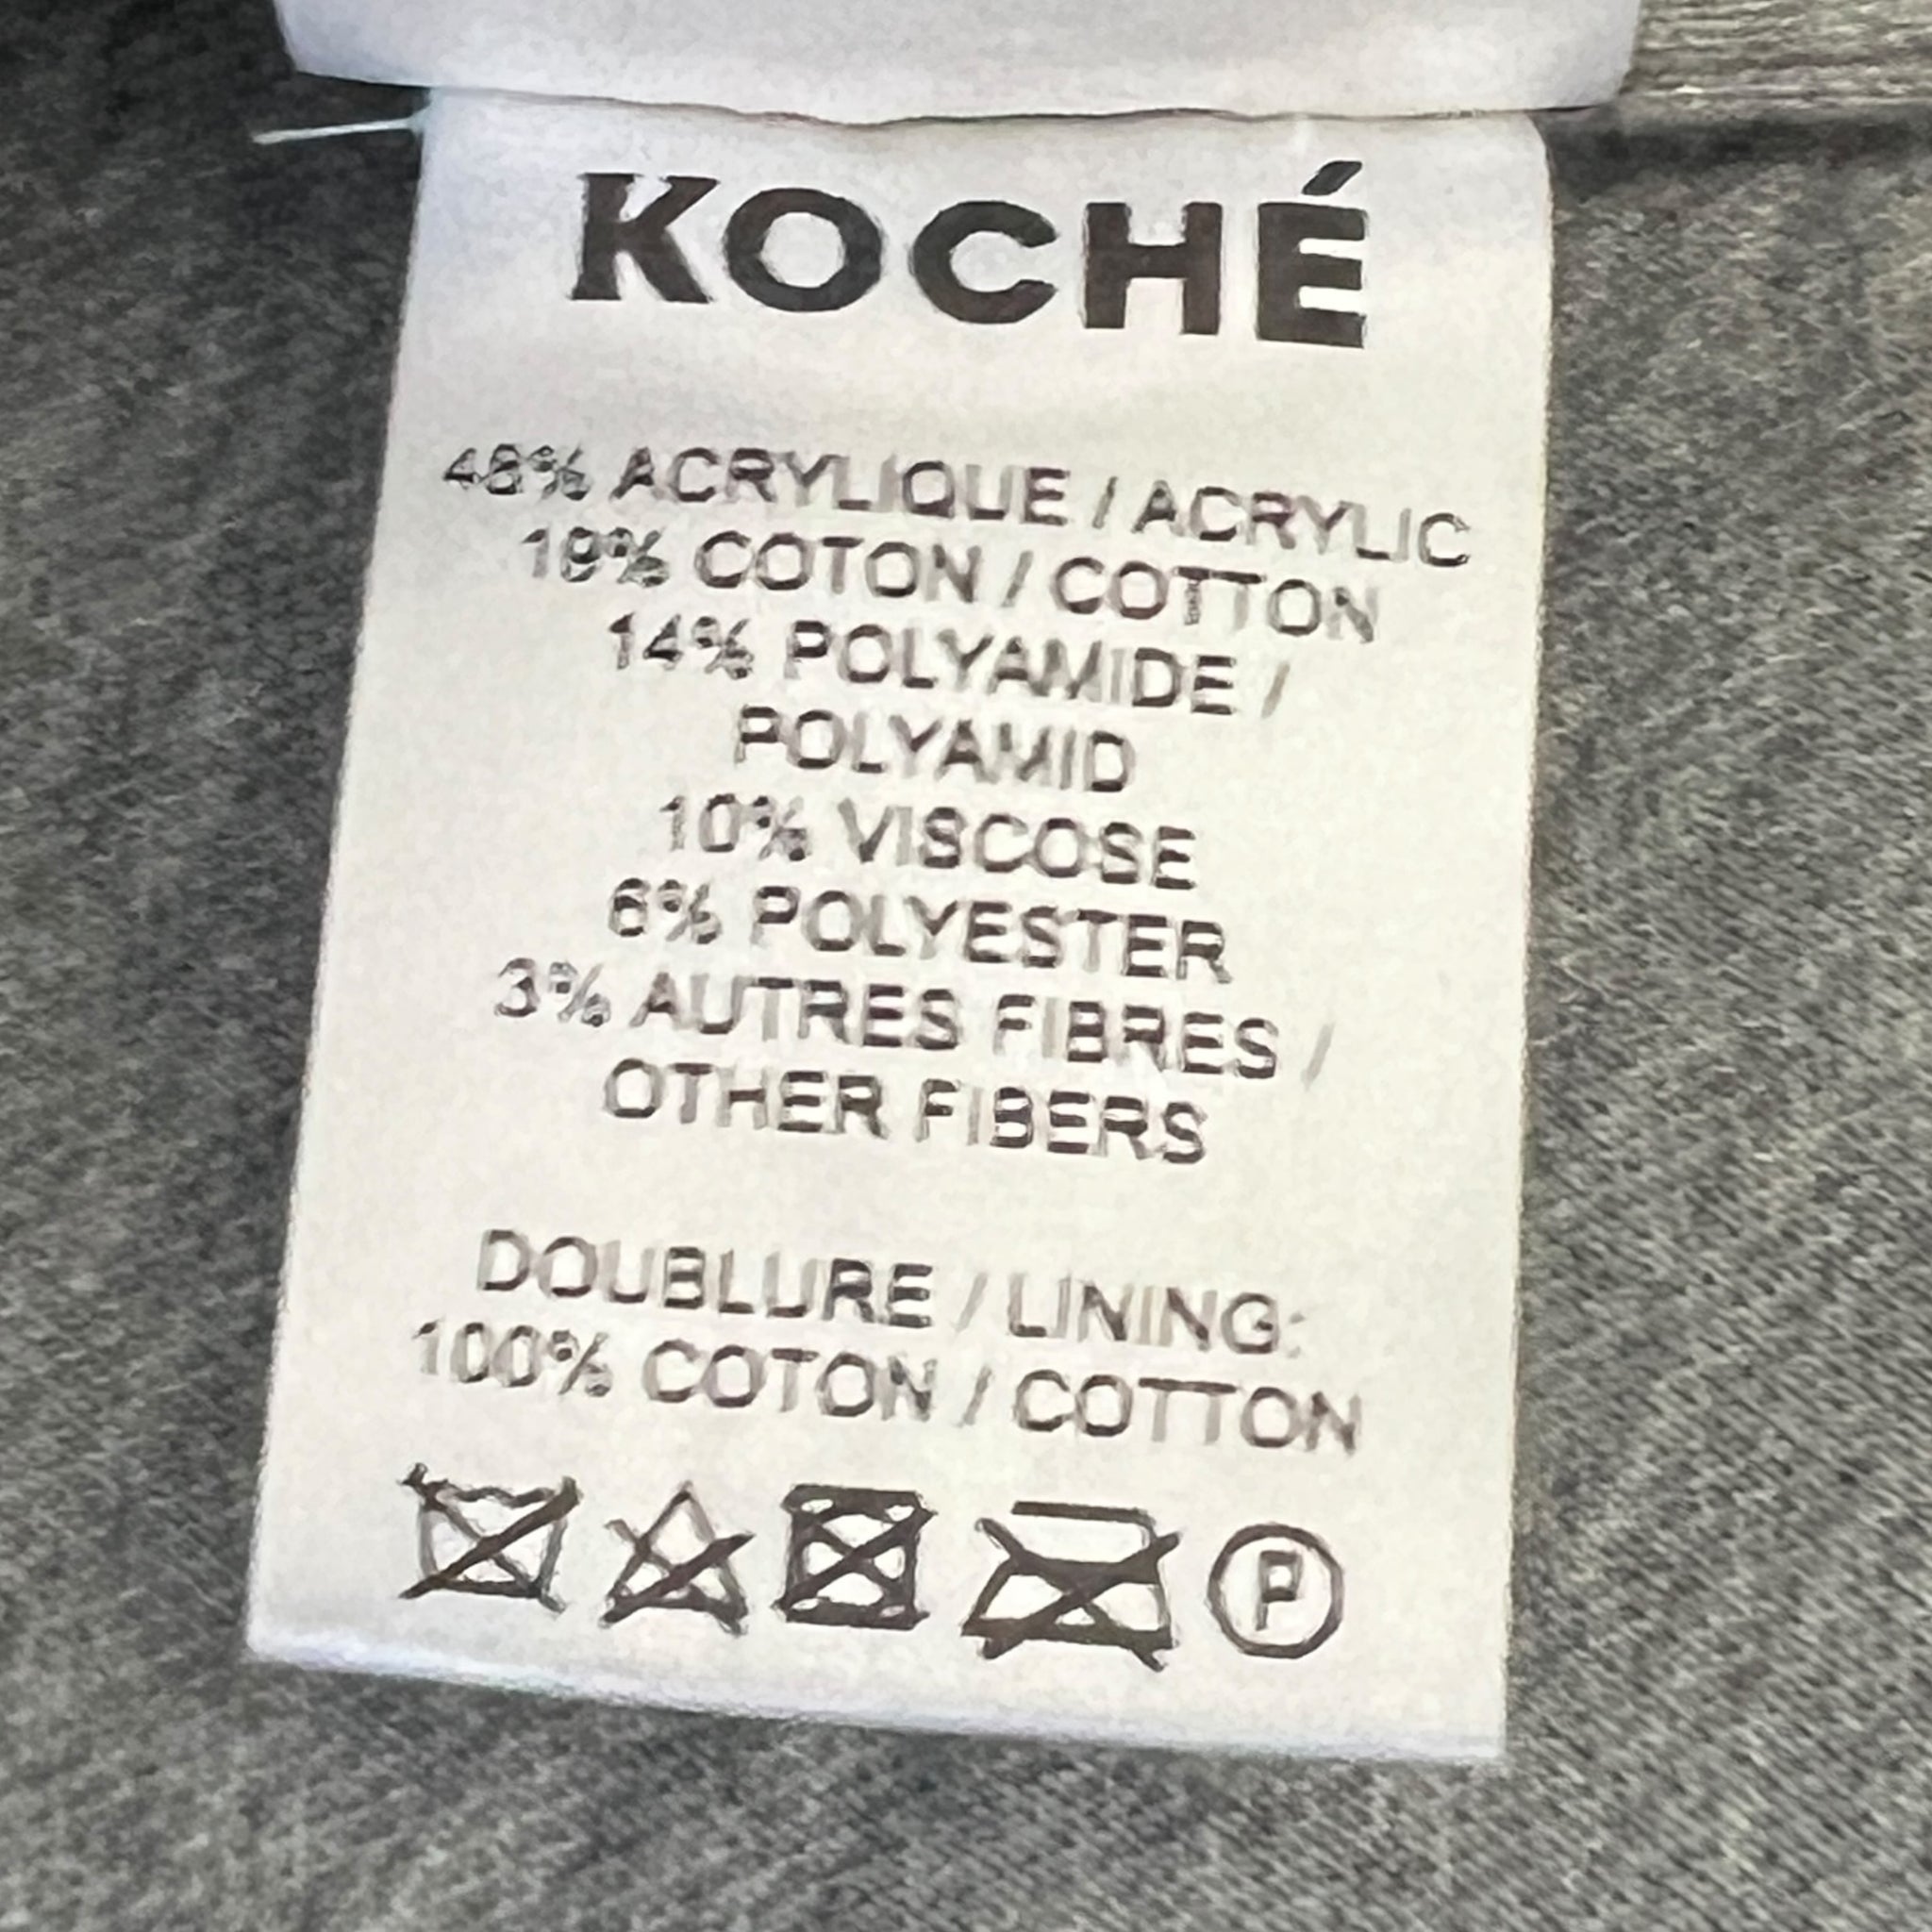 KOCHÉ
48% ACRYLIQUE / ACRYLIC
19% COTON / COTTON
14% POLYAMIDE /
POLYAMID
10% VISCOSE
6% POLYESTER
3% AUTRES FIBRES /
OTHER FIBERS
DOUBLURE / LINING:
100% COTON / COTTON
P